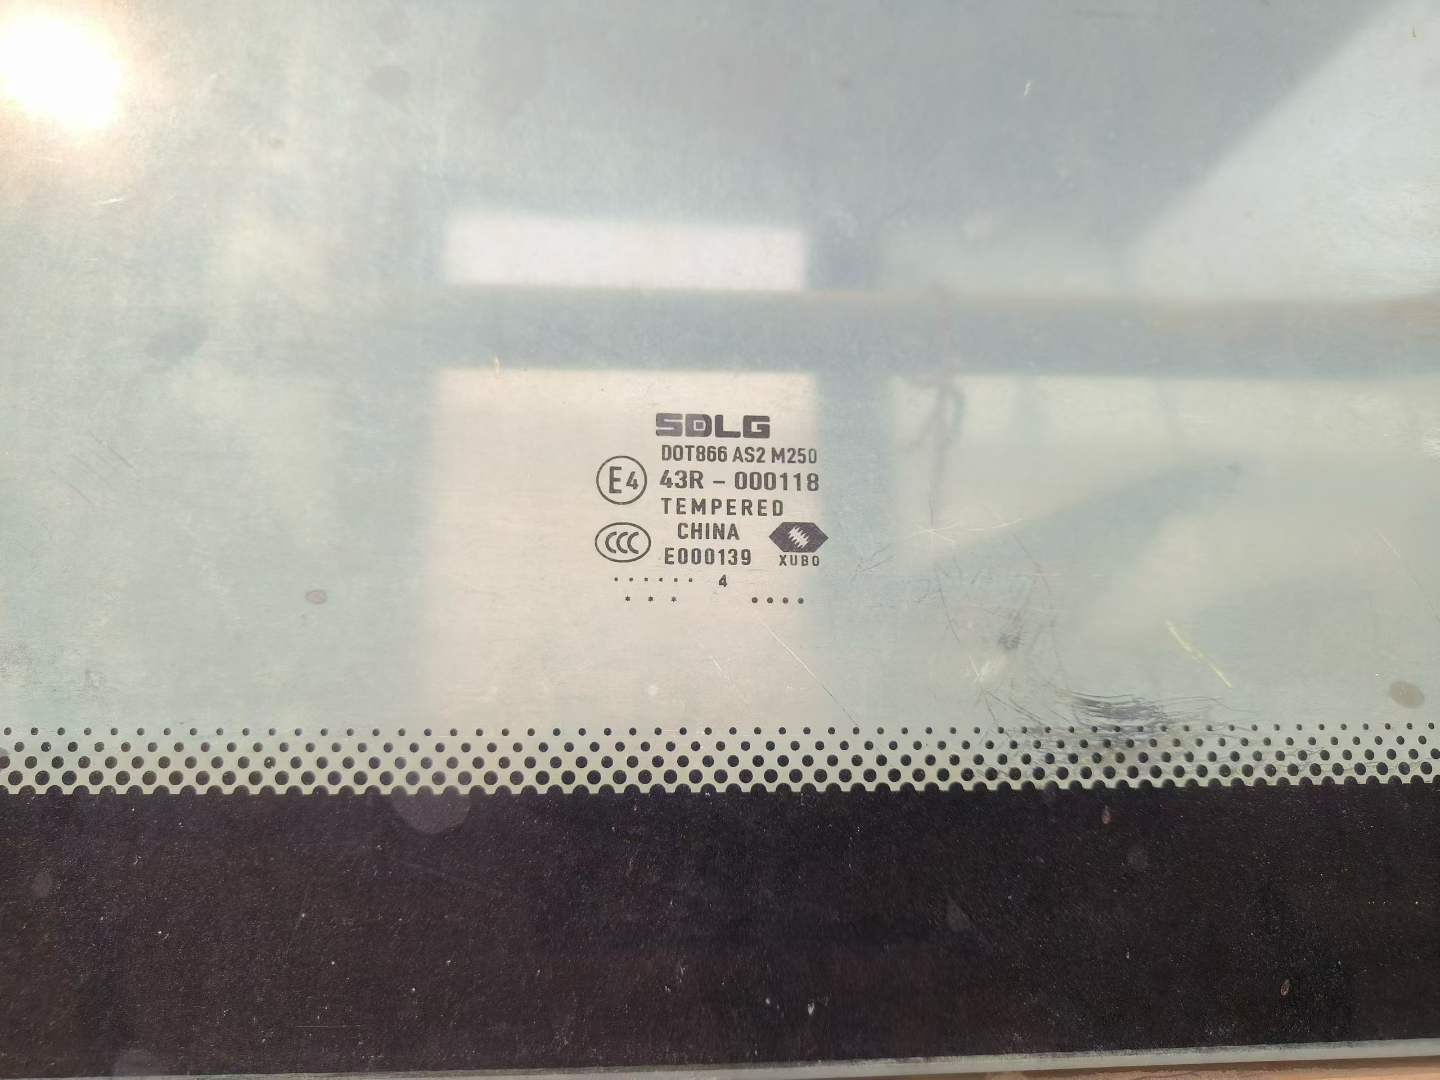 SDLG
DOT866 AS2 M250
E4 43R - 000118
TEMPERED
CHINA
CCC E000139 XUBO
...... 4
* * * ••••